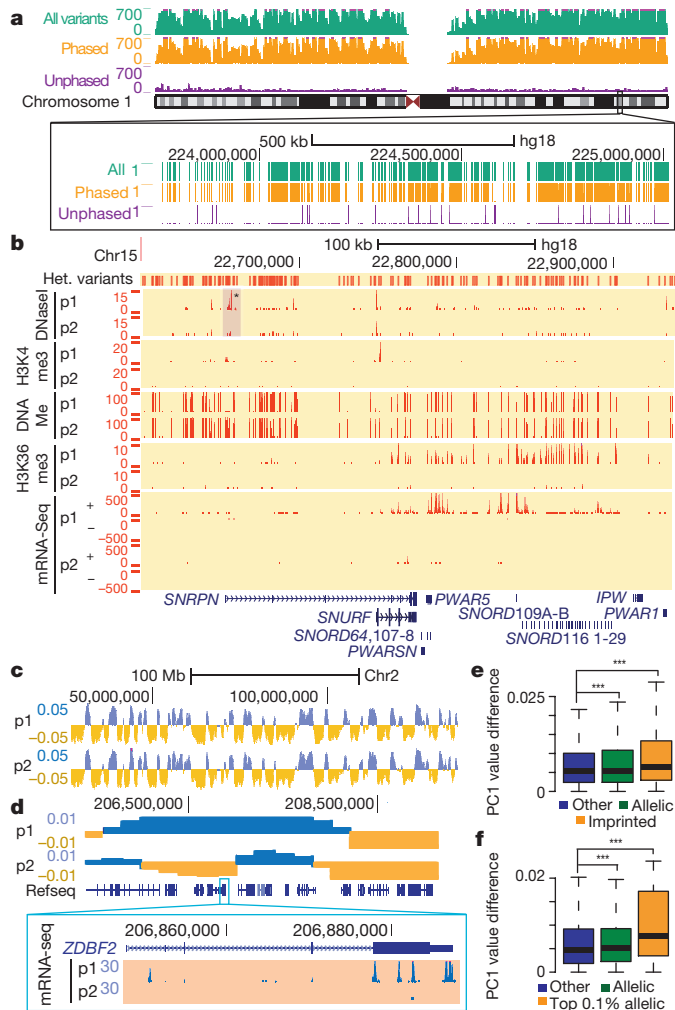 a
All variants 700
0
Phased 700
0
Unphased 700
0
Chromosome 1
500 kb hg18
224,000,000 224,500,000 225,000,000
All 1
Phased 1
Unphased 1
b
Chr15 100 kb hg18
22,700,000 22,800,000 22,900,000
Het. variants
DNaseI p1 15
0
p2 15
0
H3K4
me3 p1 20
0
p2 20
0
DNA
Me p1 100
0
p2 100
0
H3K36
me3 p1 10
0
p2 10
0
mRNA-Seq p1 + 500
0
− −500
p2 + 500
0
− −500
SNRPN PWAR5 IPW
SNORD109A-B PWAR1
SNURF
SNORD64,107-8 SNORD116 1-29
PWARSN
c
100 Mb Chr2
50,000,000 100,000,000
p1 0.05
−0.05
p2 0.05
−0.05
d
206,500,000 208,500,000
p1 0.01
−0.01
p2 0.01
−0.01
Refseq
206,860,000 206,880,000
ZDBF2
mRNA-seq p1 30
p2 30
e
PC1 value difference
0.025
0
***
***
Other Allelic
Imprinted
f
PC1 value difference
0.02
0
***
***
Other Allelic
Top 0.1% allelic